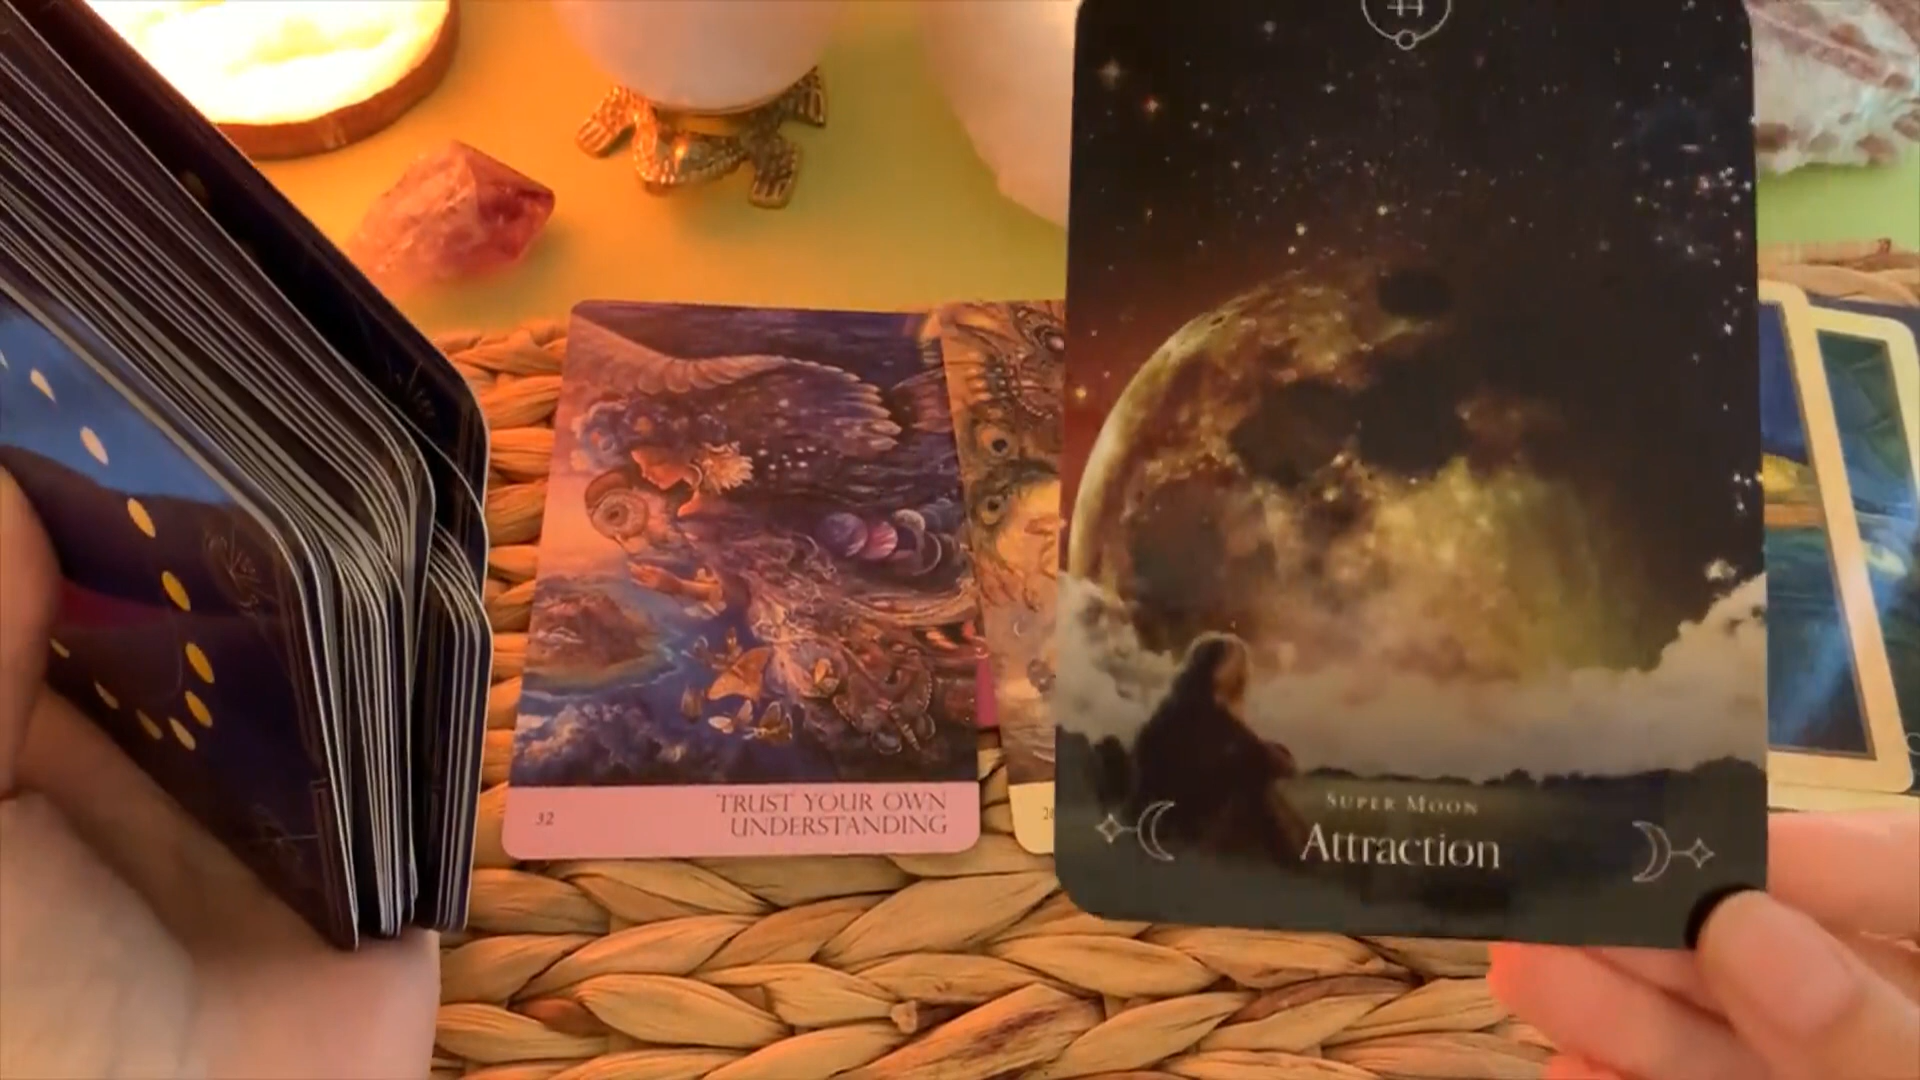 32
TRUST YOUR OWN
UNDERSTANDING
SUPER MOON
Attraction